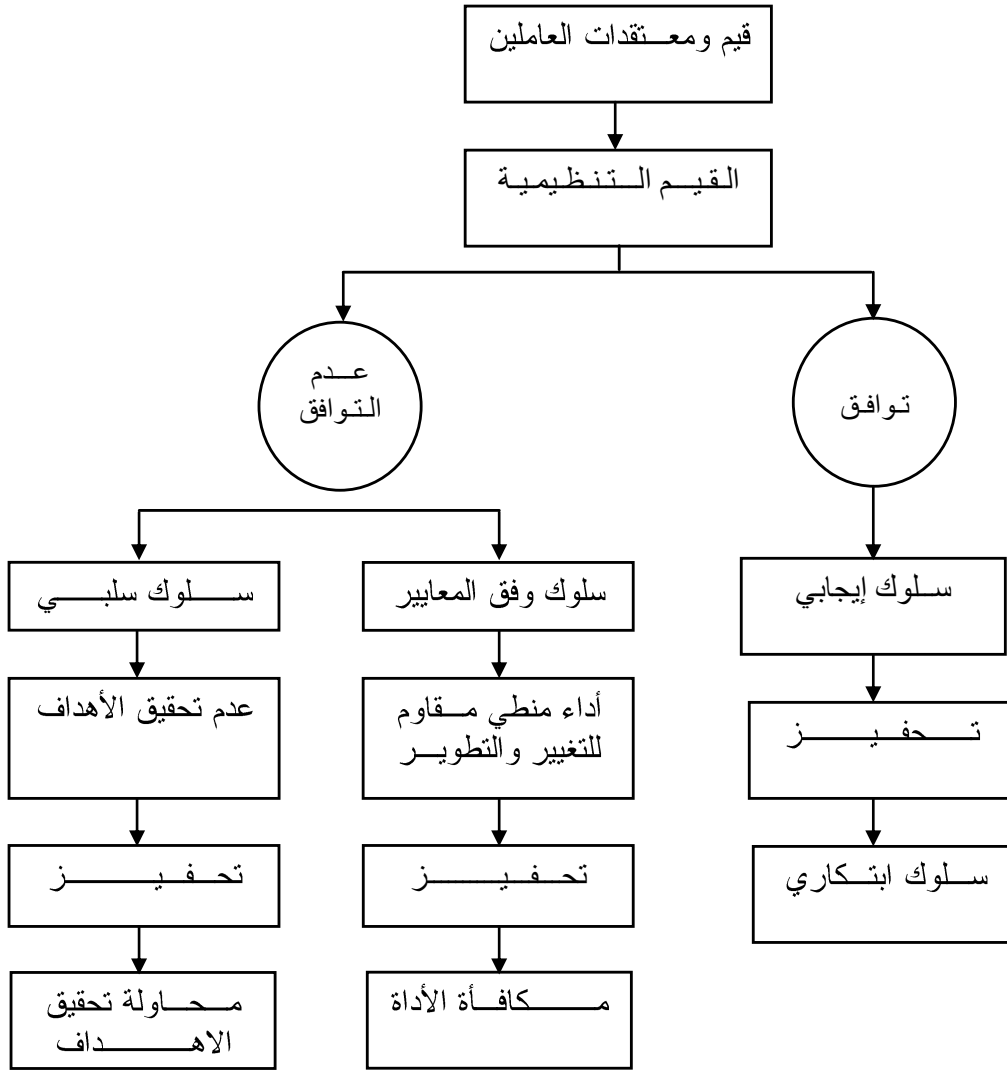 قيم ومعتقدات العاملين
القيم التنظيمية
توافق
عدم
التوافق
سلوك إيجابي
سلوك وفق المعايير
سلوك سلبي
تحفيز
أداء منطي مقاوم
للتغيير والتطوير
عدم تحقيق الأهداف
سلوك ابتكاري
تحفيز
تحفيز
مكافأة الأداة
محاولة تحقيق
الاهداف